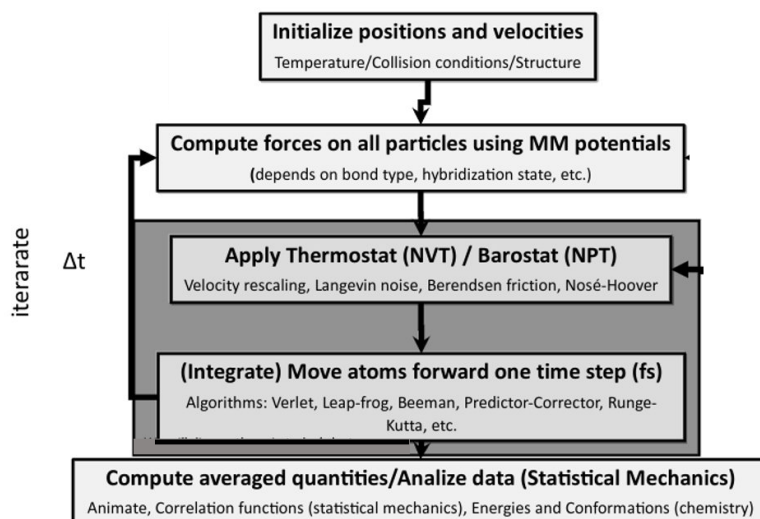 Initialize positions and velocities
Temperature/Collision conditions/Structure
Compute forces on all particles using MM potentials
(depends on bond type, hybridization state, etc.)
iterarate
Δt
Apply Thermostat (NVT) / Barostat (NPT)
Velocity rescaling, Langevin noise, Berendsen friction, Nosé-Hoover
(Integrate) Move atoms forward one time step (fs)
Algorithms: Verlet, Leap-frog, Beeman, Predictor-Corrector, Runge-
Kutta, etc.
Compute averaged quantities/Analize data (Statistical Mechanics)
Animate, Correlation functions (statistical mechanics), Energies and Conformations (chemistry)